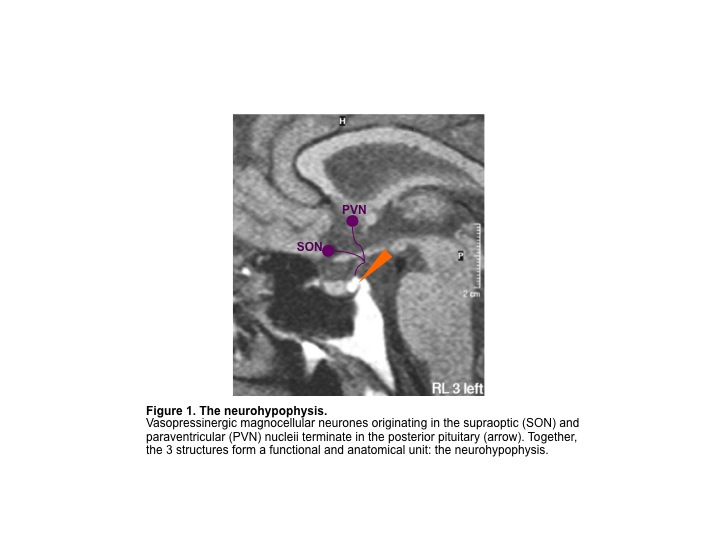 H
PVN
SON
P
2 cm
RL 3 left
Figure 1. The neurohypophysis.
Vasopressinergic magnocellular neurones originating in the supraoptic (SON) and
paraventricular (PVN) nucleii terminate in the posterior pituitary (arrow). Together,
the 3 structures form a functional and anatomical unit: the neurohypophysis.